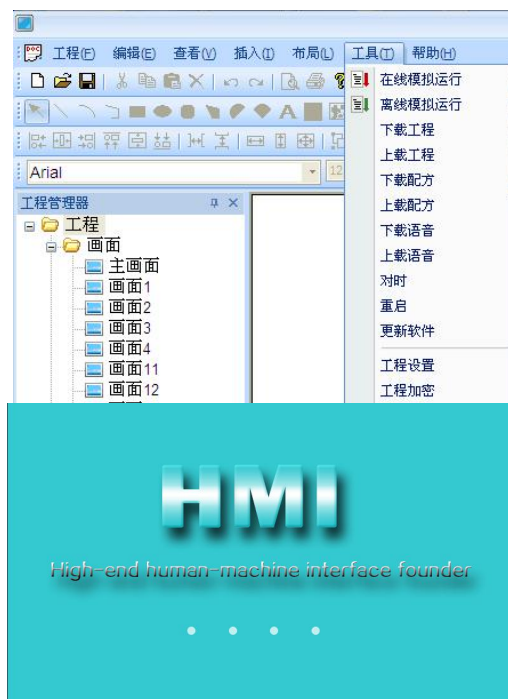 工程(F) 编辑(E) 查看(V) 插入(I) 布局(L) 工具(T) 帮助(H)
Arial
12
工程管理器
工程
画面
主画面
画面1
画面2
画面3
画面4
画面11
画面12
在线模拟运行
离线模拟运行
下载工程
上载工程
下载配方
上载配方
下载语音
上载语音
对时
重启
更新软件
工程设置
工程加密
HMI
High-end human-machine interface founder